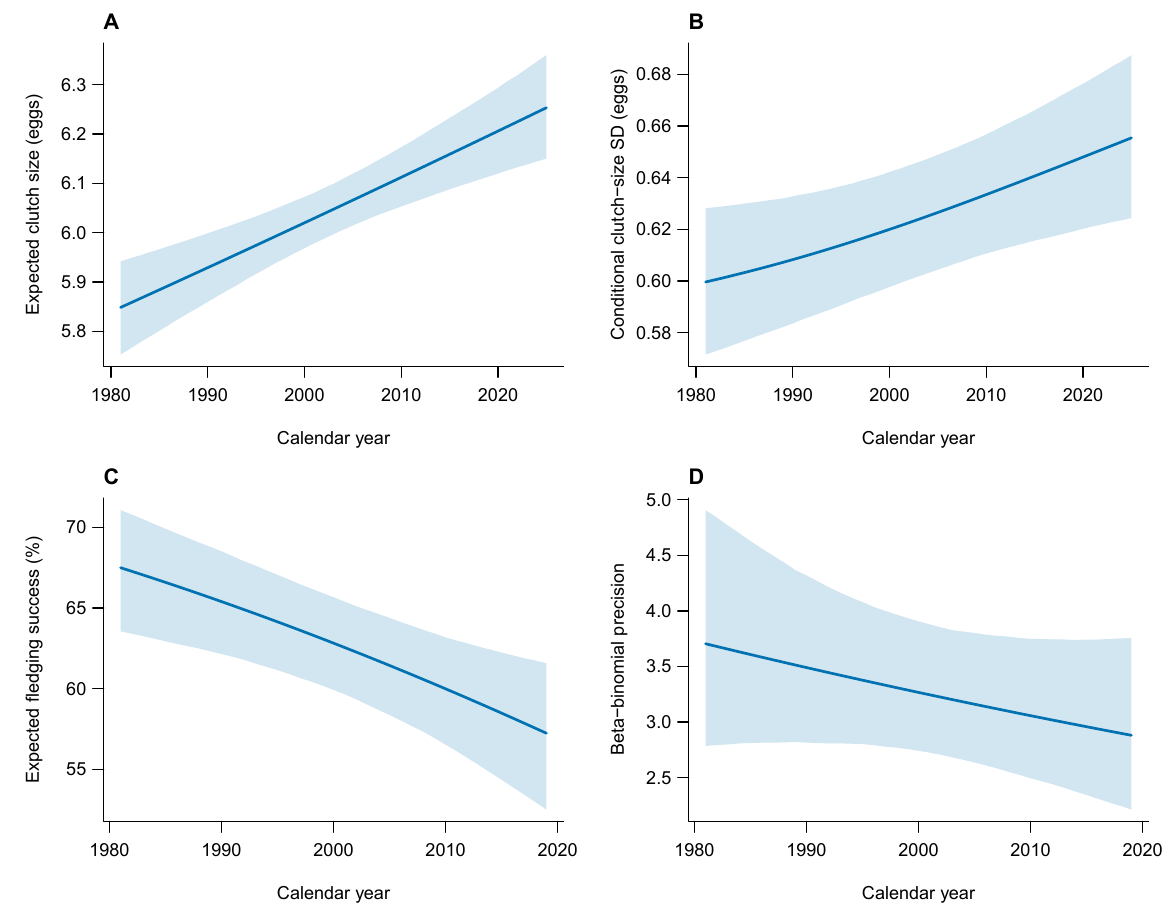 A
Expected clutch size (eggs)
6.3
6.2
6.1
6.0
5.9
5.8
1980 1990 2000 2010 2020
Calendar year
B
Conditional clutch−size SD (eggs)
0.68
0.66
0.64
0.62
0.60
0.58
1980 1990 2000 2010 2020
Calendar year
C
Expected fledging success (%)
70
65
60
55
1980 1990 2000 2010 2020
Calendar year
D
Beta−binomial precision
5.0
4.5
4.0
3.5
3.0
2.5
1980 1990 2000 2010 2020
Calendar year